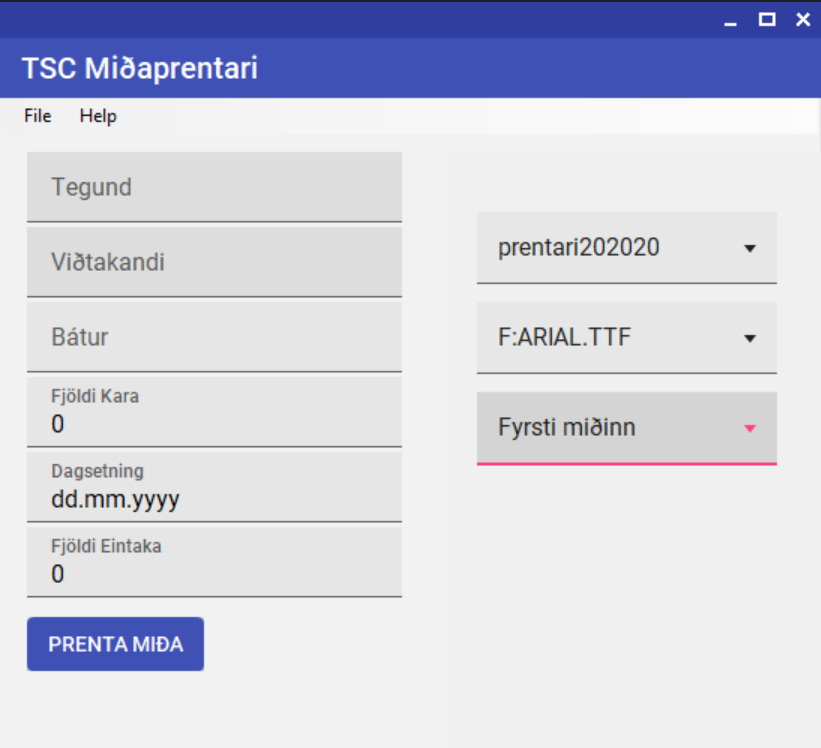 TSC Miðaprentari
File Help
Tegund
Viðtakandi
Bátur
Fjöldi Kara
0
Dagsetning
dd.mm.yyyy
Fjöldi Eintaka
0
PRENTA MIÐA
prentari202020
F:ARIAL.TTF
Fyrsti miðinn